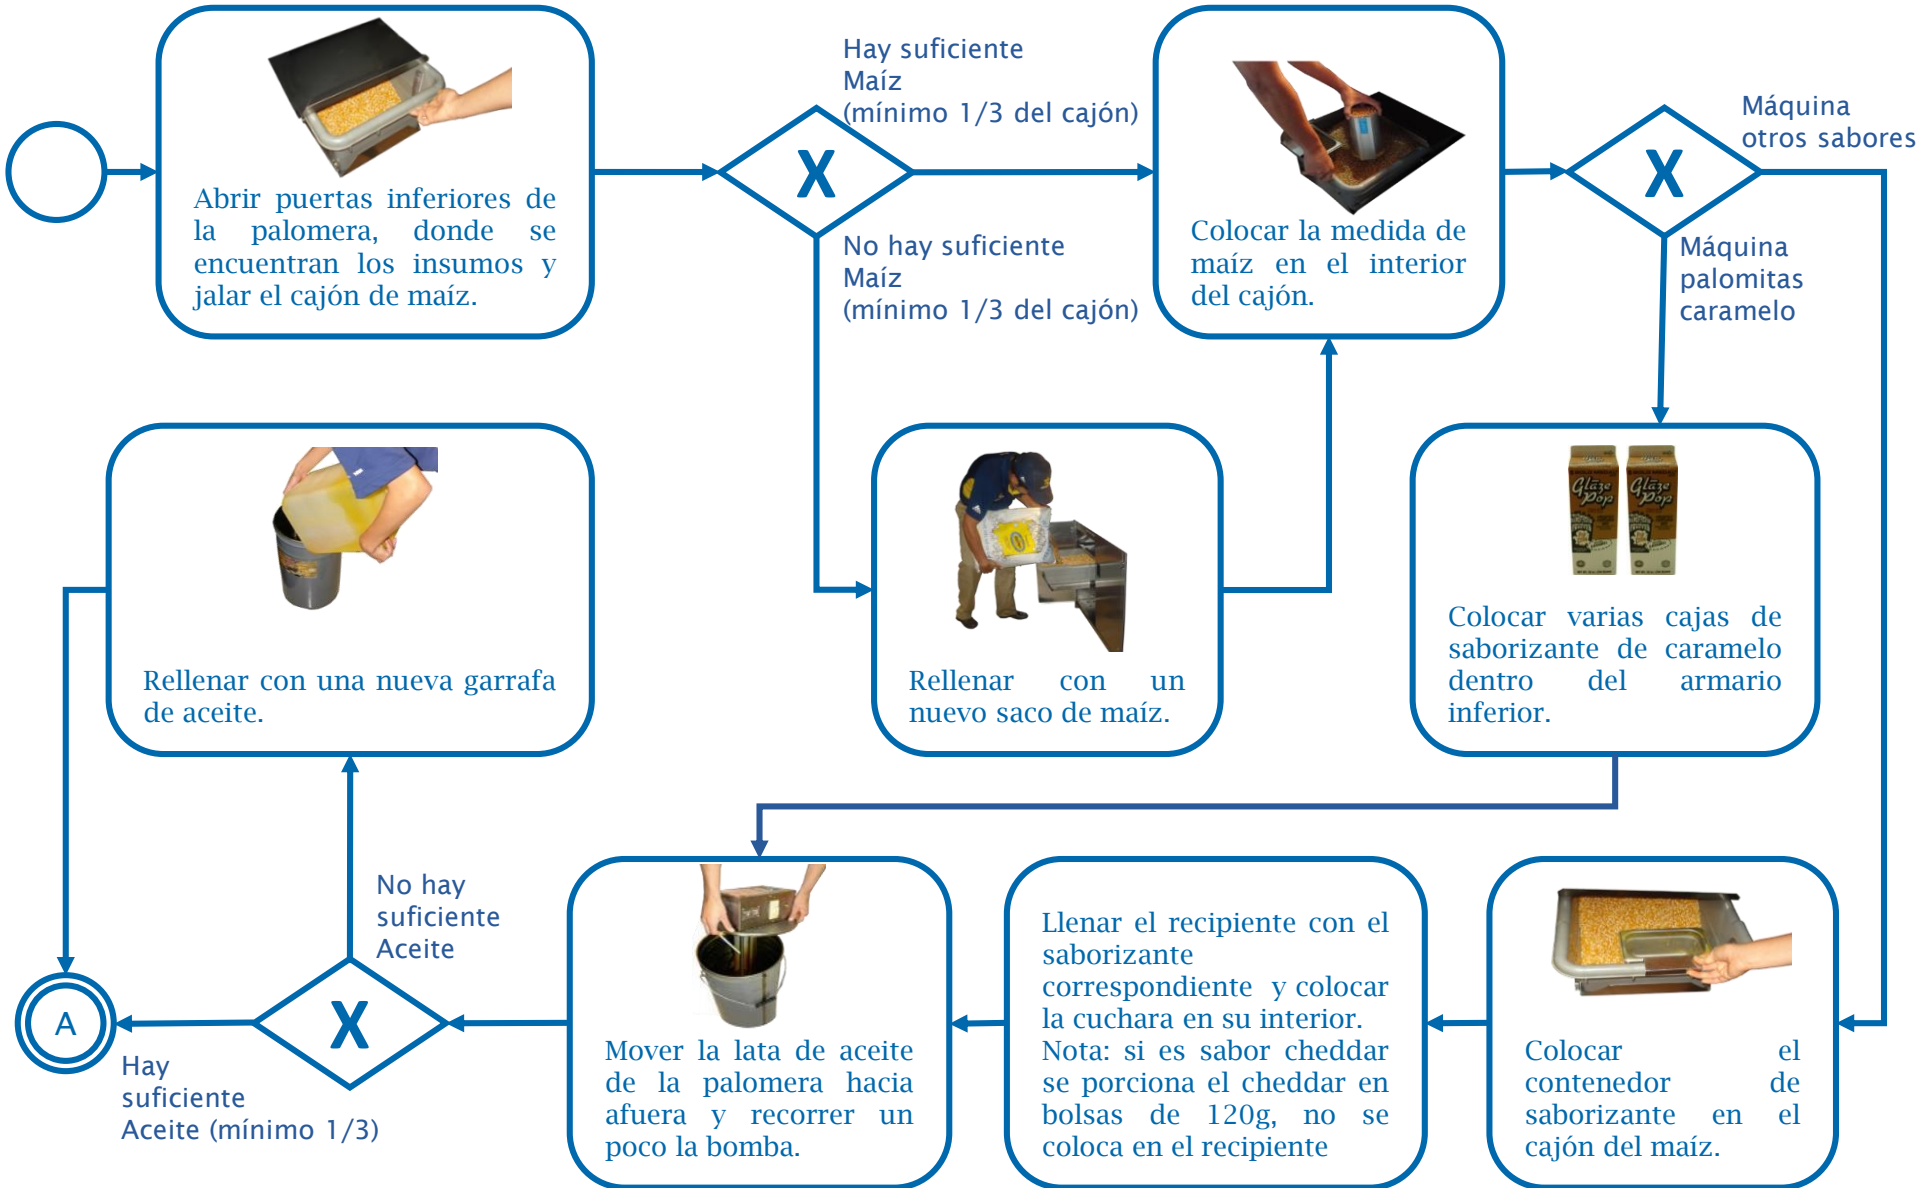 Abrir puertas inferiores de
la palomera, donde se
encuentran los insumos y
jalar el cajón de maíz.
Hay suficiente
Maíz
(mínimo 1/3 del cajón)
X
No hay suficiente
Maíz
(mínimo 1/3 del cajón)
Colocar la medida de
maíz en el interior
del cajón.
X
Máquina
otros sabores
Máquina
palomitas
caramelo
Rellenar con una nueva garrafa
de aceite.
Rellenar con un
nuevo saco de maíz.
Glaze
Pop
Glaze
Pop
Colocar varias cajas de
saborizante de caramelo
dentro del armario
inferior.
A
Hay
suficiente
Aceite (mínimo 1/3)
X
No hay
suficiente
Aceite
Mover la lata de aceite
de la palomera hacia
afuera y recorrer un
poco la bomba.
Llenar el recipiente con el
saborizante
correspondiente y colocar
la cuchara en su interior.
Nota: si es sabor cheddar
se porciona el cheddar en
bolsas de 120g, no se
coloca en el recipiente
Colocar el
contenedor de
saborizante en el
cajón del maíz.